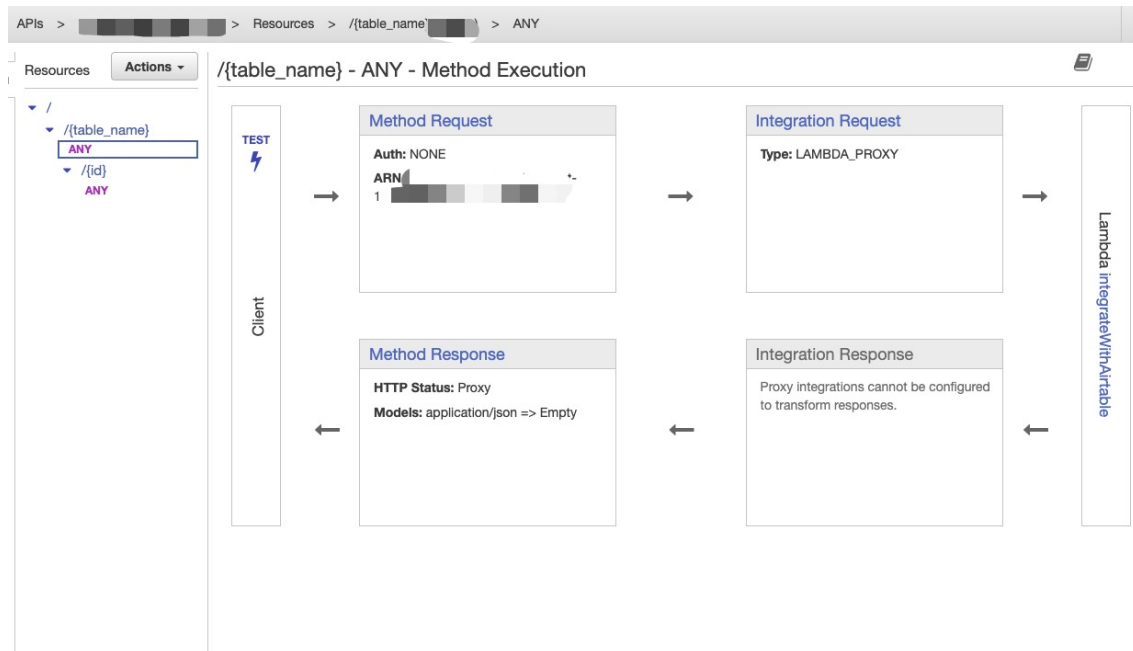 APIs > > Resources > /{table_name} > ANY
Resources
Actions
/{table_name} - ANY - Method Execution
/
/{table_name}
ANY
/{id}
ANY
TEST
Client
Method Request
Auth: NONE
ARN
1
Integration Request
Type: LAMBDA_PROXY
Lambda integrateWithAirtable
Method Response
HTTP Status: Proxy
Models: application/json => Empty
Integration Response
Proxy integrations cannot be configured
to transform responses.